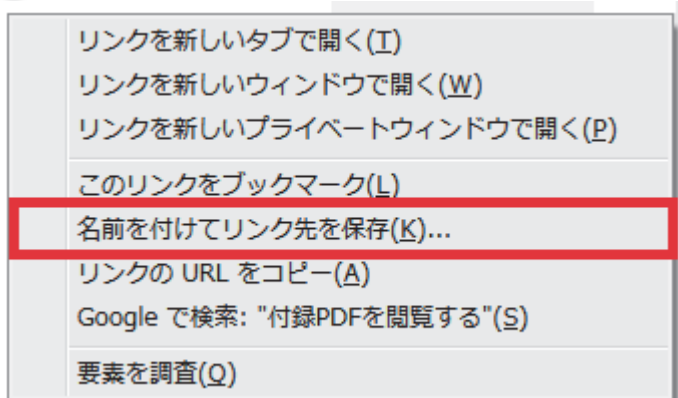 リンクを新しいタブで開く(T)
リンクを新しいウィンドウで開く(W)
リンクを新しいプライベートウィンドウで開く(P)
このリンクをブックマーク(L)
名前を付けてリンク先を保存(K)...
リンクの URL をコピー(A)
Google で検索: "付録PDFを閲覧する"(S)
要素を調査(Q)